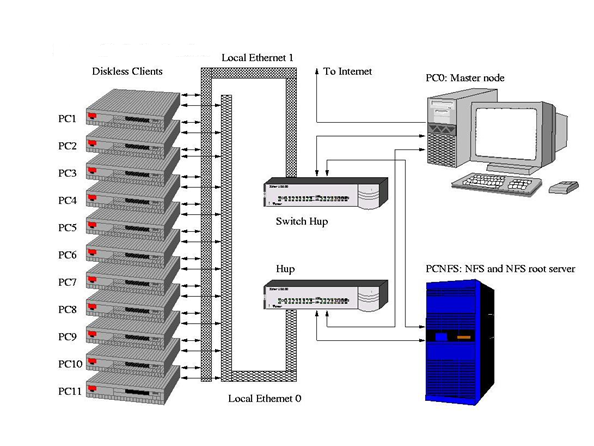 Local Ethernet 1
Diskless Clients
To Internet
PC0: Master node
PC1
PC2
PC3
PC4
PC5
PC6
PC7
PC8
PC9
PC10
PC11
Switch Hup
Hup
PCNFS: NFS and NFS root server
Local Ethernet 0